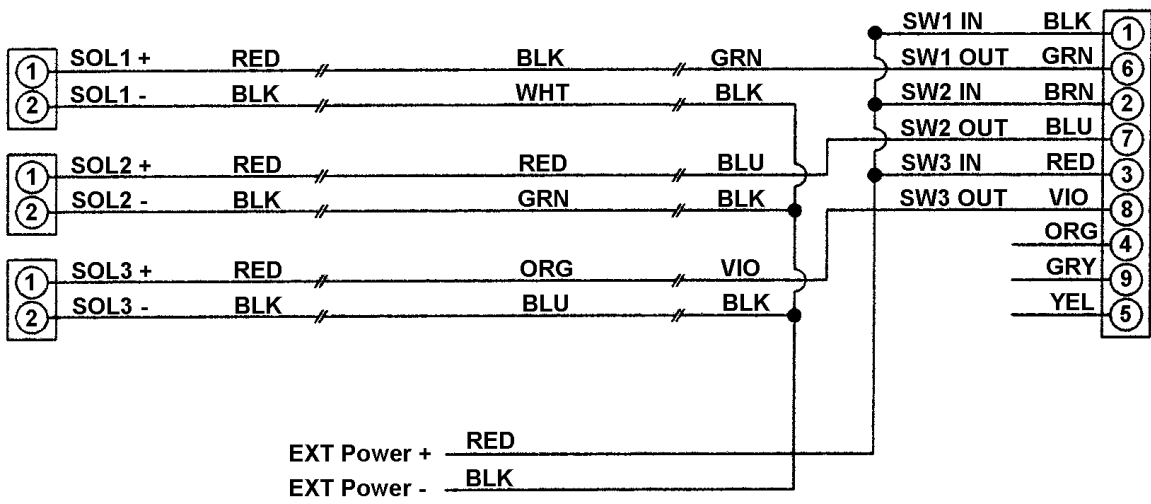 SW1 IN BLK 1
1 SOL1 + RED BLK GRN SW1 OUT GRN 6
2 SOL1 - BLK WHT BLK SW2 IN BRN 2
SW2 OUT BLU 7
1 SOL2 + RED RED BLU SW3 IN RED 3
2 SOL2 - BLK GRN BLK SW3 OUT VIO 8
ORG 4
1 SOL3 + RED ORG VIO GRY 9
2 SOL3 - BLK BLU BLK YEL 5
EXT Power + RED
EXT Power - BLK